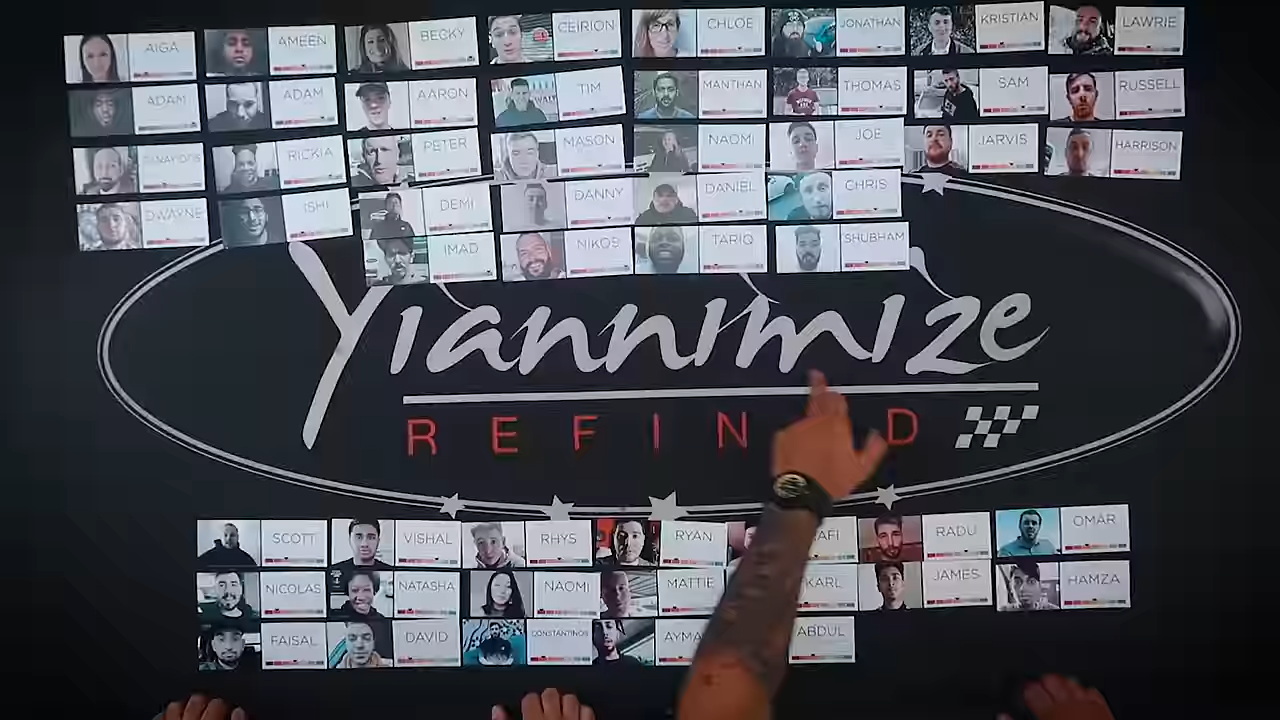 AIGA AMEEN BECKY CEIRION CHLOE JONATHAN KRISTIAN LAWRIE
ADAM ADAM AARON TIM MANTHAN THOMAS SAM RUSSELL
RICKIA PETER MASON NAOMI JOE JARVIS HARRISON
DWAYNE ISHI DEMI DANNY DANIEL CHRIS
IMAD NIKOS TARIQ SHUBHAM
Yiannimize
REFIN D
SCOTT VISHAL RHYS RYAN AFI RADU OMAR
NICOLAS NATASHA NAOMI MATTIE KARL JAMES HAMZA
FAISAL DAVID CONSTANTINOS AYMA ABDUL